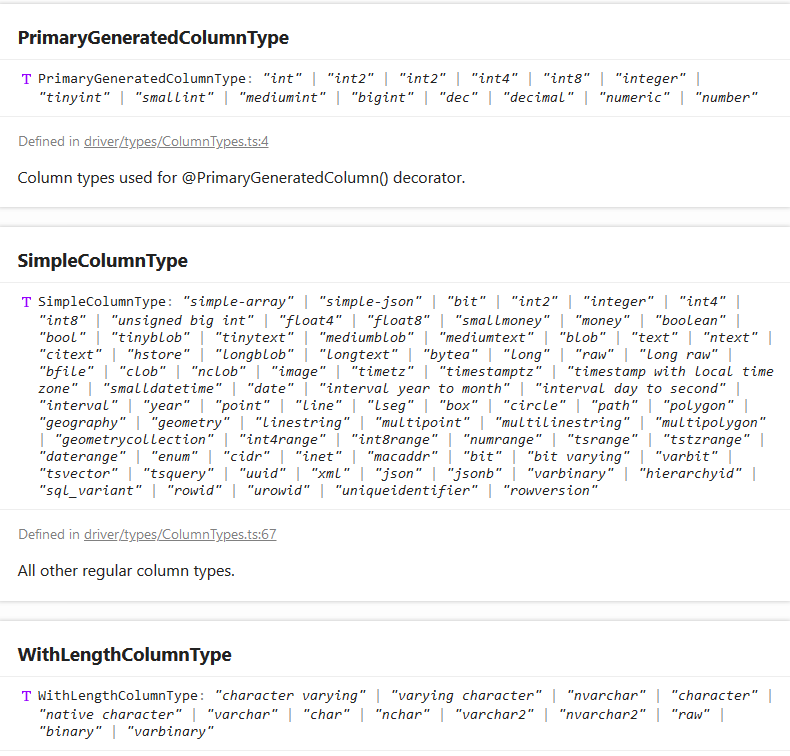 PrimaryGeneratedColumnType
T PrimaryGeneratedColumnType: "int" | "int2" | "int2" | "int4" | "int8" | "integer" |
"tinyint" | "smallint" | "mediumint" | "bigint" | "dec" | "decimal" | "numeric" | "number"
Defined in driver/types/ColumnTypes.ts:4
Column types used for @PrimaryGeneratedColumn() decorator.
SimpleColumnType
T SimpleColumnType: "simple-array" | "simple-json" | "bit" | "int2" | "integer" | "int4" |
"int8" | "unsigned big int" | "float4" | "float8" | "smallmoney" | "money" | "boolean" |
"bool" | "tinyblob" | "tinytext" | "mediumblob" | "mediumtext" | "blob" | "text" | "ntext" |
"citext" | "hstore" | "longblob" | "longtext" | "bytea" | "long" | "raw" | "long raw" |
"bfile" | "clob" | "nclob" | "image" | "timetz" | "timestamptz" | "timestamp with local time
zone" | "smalldatetime" | "date" | "interval year to month" | "interval day to second" |
"interval" | "year" | "point" | "line" | "lseg" | "box" | "circle" | "path" | "polygon" |
"geography" | "geometry" | "linestring" | "multipoint" | "multilinestring" | "multipolygon"
| "geometrycollection" | "int4range" | "int8range" | "numrange" | "tsrange" | "tstzrange" |
"daterange" | "enum" | "cidr" | "inet" | "macaddr" | "bit" | "bit varying" | "varbit" |
"tsvector" | "tsquery" | "uuid" | "xml" | "json" | "jsonb" | "varbinary" | "hierarchyid" |
"sql_variant" | "rowid" | "urowid" | "uniqueidentifier" | "rowversion"
Defined in driver/types/ColumnTypes.ts:67
All other regular column types.
WithLengthColumnType
T WithLengthColumnType: "character varying" | "varying character" | "nvarchar" | "character" |
"native character" | "varchar" | "char" | "nchar" | "varchar2" | "nvarchar2" | "raw" |
"binary" | "varbinary"